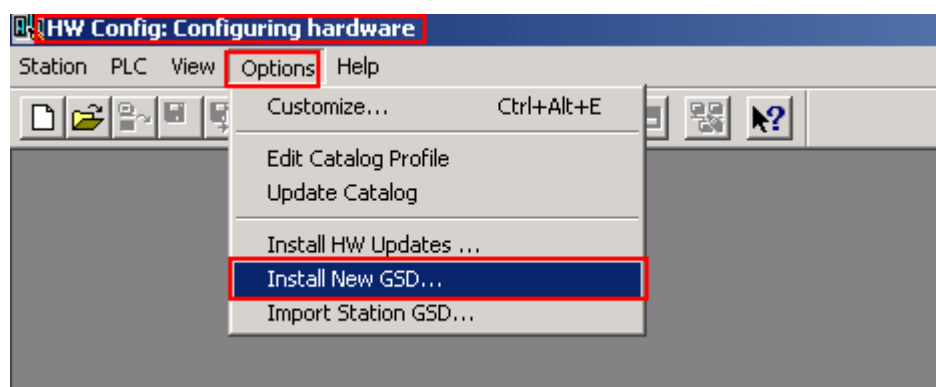 HW Config: Configuring hardware
Station PLC View Options Help
Customize... Ctrl+Alt+E
Edit Catalog Profile
Update Catalog
Install HW Updates ...
Install New GSD...
Import Station GSD...